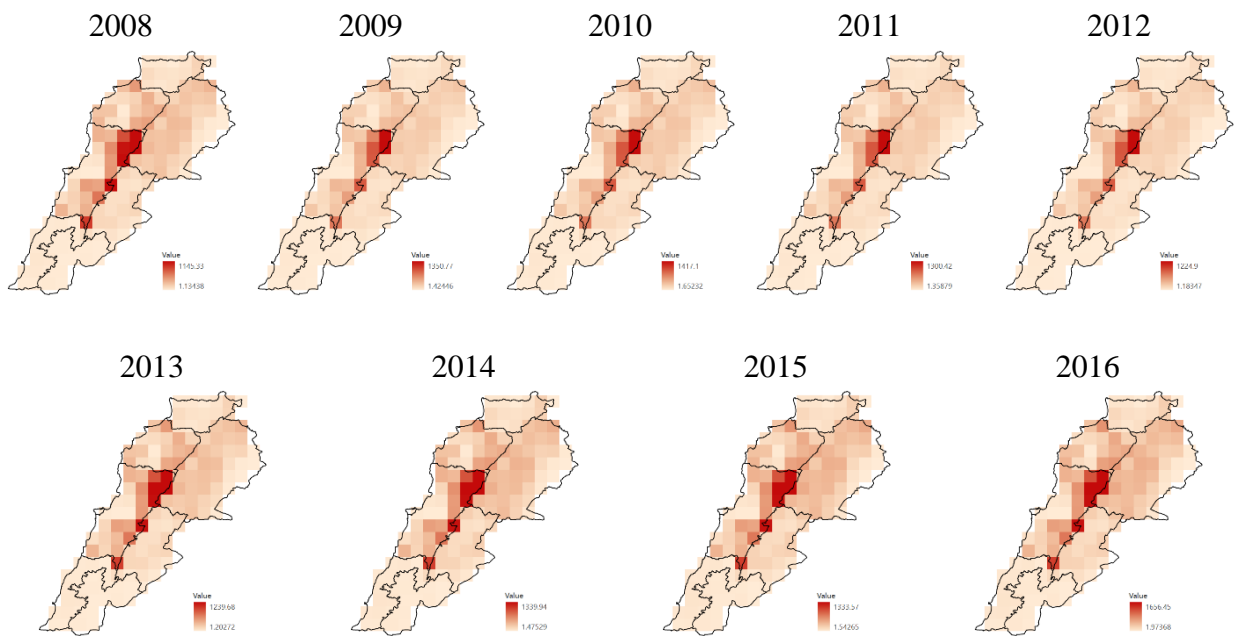 2008 2009 2010 2011 2012
Value Value Value Value Value
1145.33 1350.77 1417.1 1300.42 1224.9
1.13438 1.42446 1.65232 1.35879 1.18347
2013 2014 2015 2016
Value Value Value Value
1239.68 1339.94 1333.57 1656.45
1.20272 1.47529 1.54265 1.97368